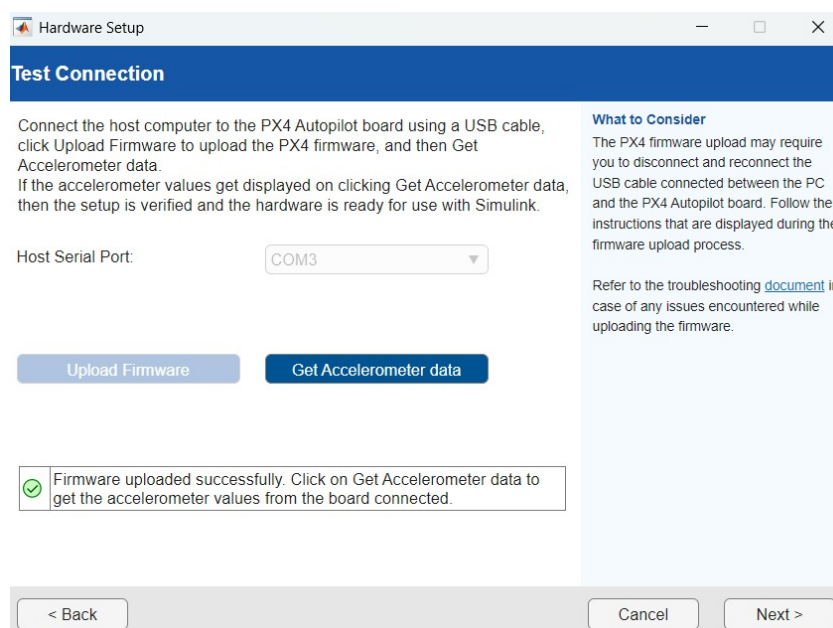 Hardware Setup
Test Connection
Connect the host computer to the PX4 Autopilot board using a USB cable,
click Upload Firmware to upload the PX4 firmware, and then Get
Accelerometer data.
If the accelerometer values get displayed on clicking Get Accelerometer data,
then the setup is verified and the hardware is ready for use with Simulink.
Host Serial Port:
COM3
Upload Firmware
Get Accelerometer data
Firmware uploaded successfully. Click on Get Accelerometer data to
get the accelerometer values from the board connected.
What to Consider
The PX4 firmware upload may require
you to disconnect and reconnect the
USB cable connected between the PC
and the PX4 Autopilot board. Follow the
instructions that are displayed during the
firmware upload process.
Refer to the troubleshooting document i
case of any issues encountered while
uploading the firmware.
< Back
Cancel
Next >